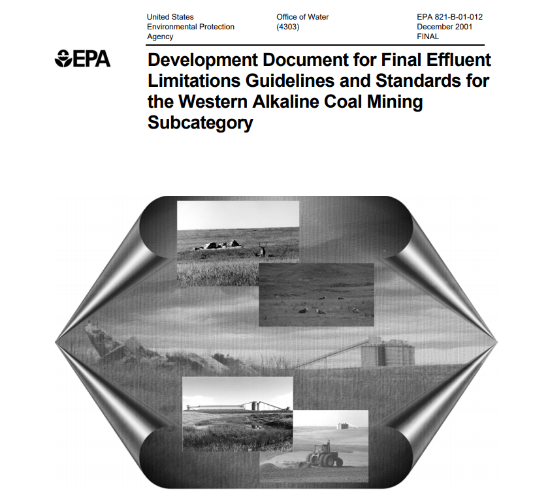 United States
Environmental Protection
Agency
Office of Water
(4303)
EPA 821-B-01-012
December 2001
FINAL
EPA
Development Document for Final Effluent
Limitations Guidelines and Standards for
the Western Alkaline Coal Mining
Subcategory